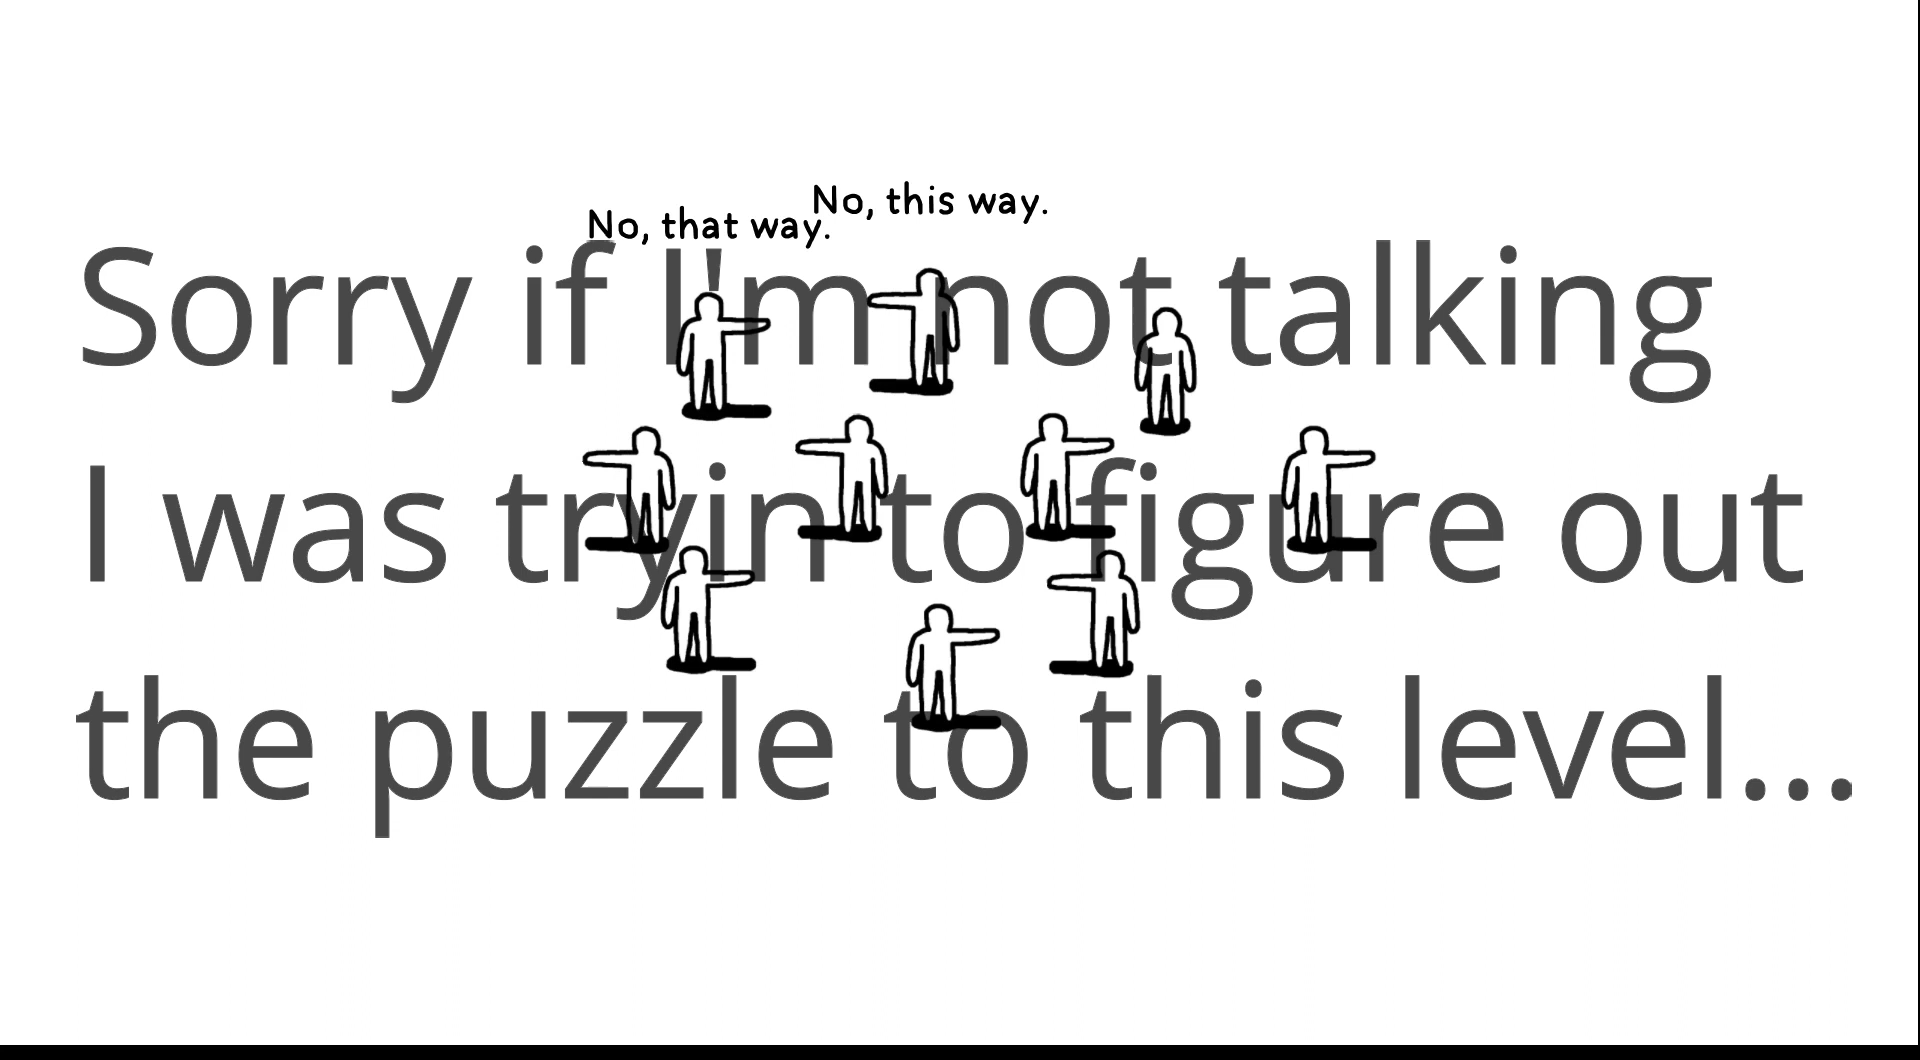 No, this way.
No, that way.
Sorry if I'm not talking
I was tryin to figure out
the puzzle to this level...